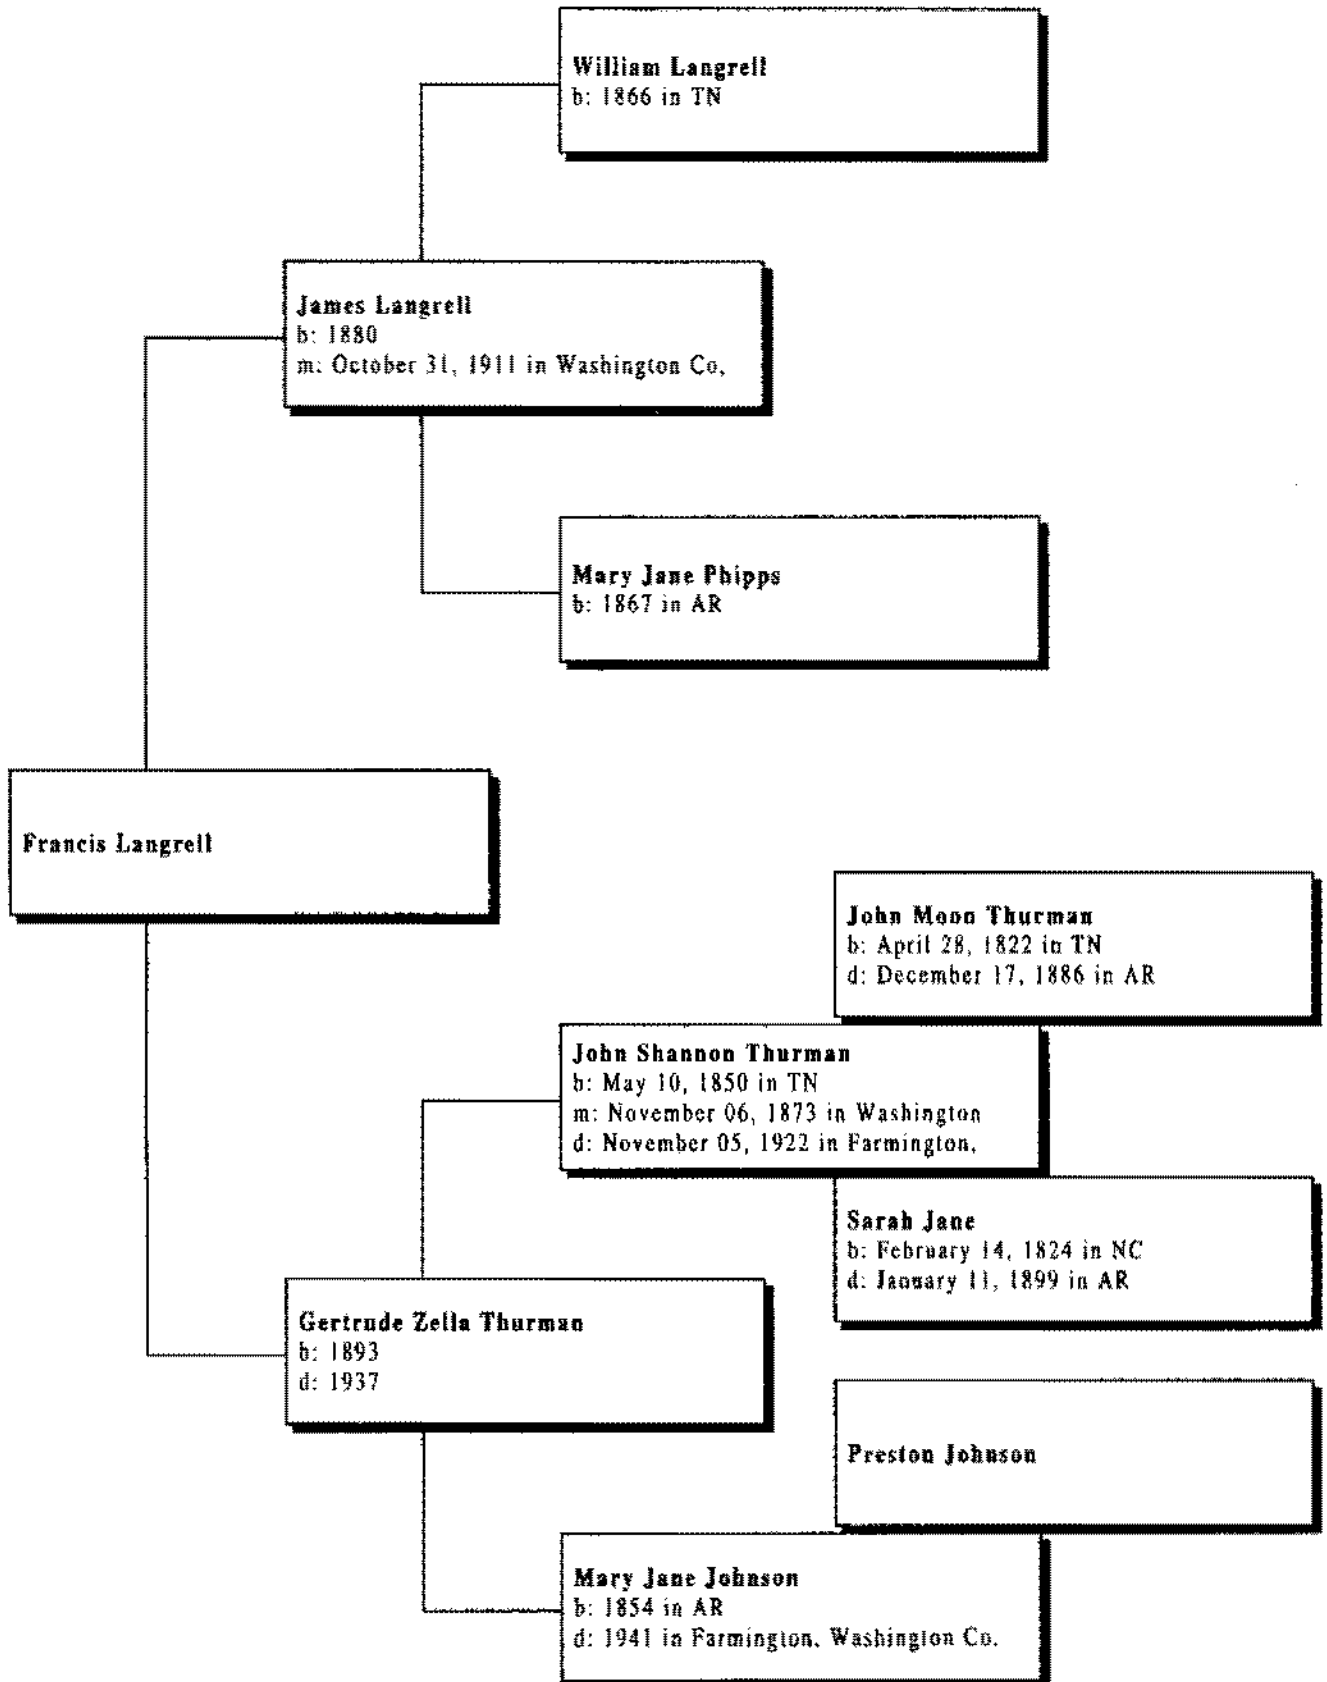 William Langrell
b: 1866 in TN
James Langrell
b: 1880
m: October 31, 1911 in Washington Co,
Mary Jane Phipps
b: 1867 in AR
Francis Langrell
John Moon Thurman
b: April 28, 1822 in TN
d: December 17, 1886 in AR
John Shannon Thurman
b: May 10, 1850 in TN
m: November 06, 1873 in Washington
d: November 05, 1922 in Farmington,
Sarah Jane
b: February 14, 1824 in NC
d: January 11, 1899 in AR
Gertrude Zella Thurman
b: 1893
d: 1937
Preston Johnson
Mary Jane Johnson
b: 1854 in AR
d: 1941 in Farmington, Washington Co,